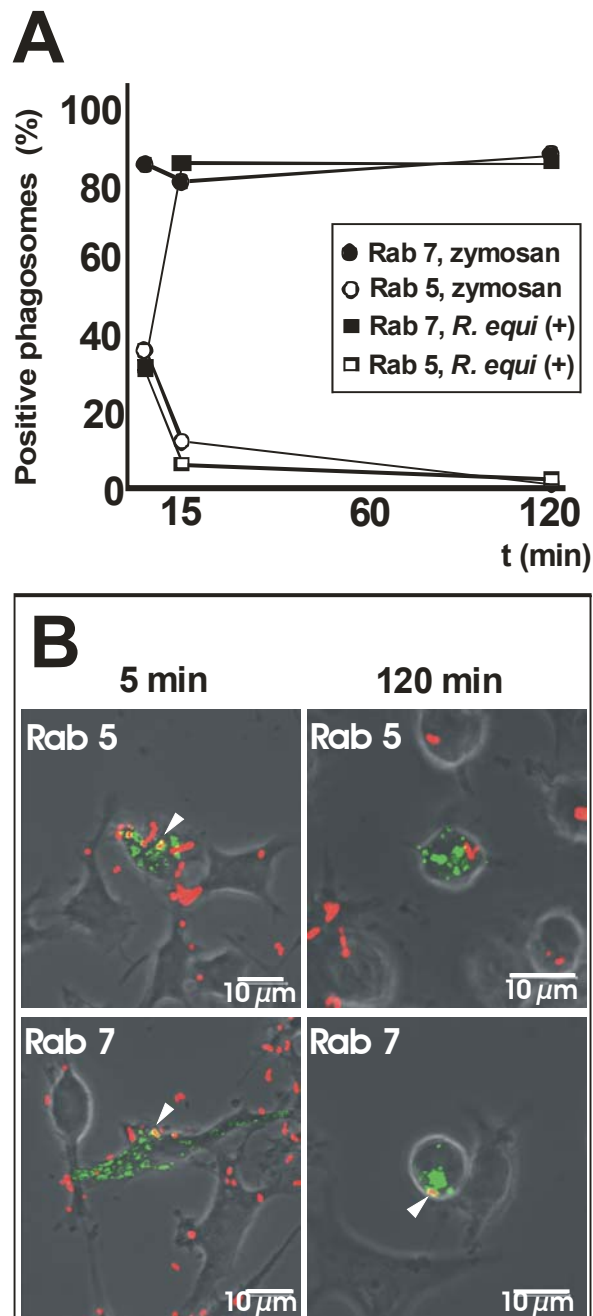 A
Positive phagosomes (%)
100
80
60
40
20
0
15 60 120
t (min)
Rab 7, zymosan
Rab 5, zymosan
Rab 7, R. equi (+)
Rab 5, R. equi (+)
B
5 min 120 min
Rab 5
10 µm
Rab 5
10 µm
Rab 7
10 µm
Rab 7
10 µm